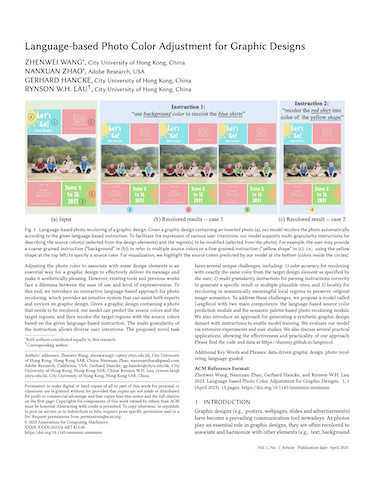 Language-based Photo Color Adjustment for Graphic Designs
ZHENWEI WANG*, City University of Hong Kong, China
NANXUAN ZHAO*, Adobe Research, USA
GERHARD HANCKE, City University of Hong Kong, China
RYNSON W.H. LAU†, City University of Hong Kong, China
Instruction 1:
"use background color to recolor the blue shirts"
Instruction 2:
"recolor the red shirt into
color of the yellow shape"
Let's
GO!
Let's
GO!
Let's
GO!
June 8
to 16
2021
June 8
to 16
2021
June 8
to 16
2021
(a) Input
(b) Recolored results – case 1
(c) Recolored result – case 2
Fig. 1. Language-based photo recoloring of a graphic design. Given a graphic design containing an inserted photo (a), our model recolors the photo automatically
according to the given language-based instruction. To facilitate the expression of various user intentions, our model supports multi-granularity instructions for
describing the source color(s) (selected from the design elements) and the region(s) to be modified (selected from the photo). For example, the user may provide
a coarse-grained instruction ("background" in (b)) to refer to multiple source colors or a fine-grained instruction ("yellow shape" in (c), i.e., using the yellow
shape at the top left) to specify a source color. For visualization, we highlight the source colors predicted by our model at the bottom (colors inside the circles).
Adjusting the photo color to associate with some design elements is an
essential way for a graphic design to effectively deliver its message and
make it aesthetically pleasing. However, existing tools and previous works
face a dilemma between the ease of use and level of expressiveness. To
this end, we introduce an interactive language-based approach for photo
recoloring, which provides an intuitive system that can assist both experts
and novices on graphic design. Given a graphic design containing a photo
that needs to be recolored, our model can predict the source colors and the
target regions, and then recolor the target regions with the source colors
based on the given language-based instruction. The multi-granularity of
the instruction allows diverse user intentions. The proposed novel task
*Both authors contributed equally to this research.
†Corresponding author
Authors' addresses: Zhenwei Wang, City University
of Hong Kong, Hong Kong SAR, China; Nanxuan Zhao,
Adobe Research, California, USA; Gerhard Hancke, City University of Hong
Kong, Hong Kong SAR, China; Rynson W.H. Lau,
City University of Hong Kong, Hong Kong SAR, China.
Permission to make digital or hard copies of all or part of this work for personal or
classroom use is granted without fee provided that copies are not made or distributed
for profit or commercial advantage and that copies bear this notice and the full citation
on the first page. Copyrights for components of this work owned by others than ACM
must be honored. Abstracting with credit is permitted. To copy otherwise, or republish,
to post on servers or to redistribute to lists, requires prior specific permission and/or a
fee. Request permissions from permissions@acm.org.
© 2023 Association for Computing Machinery.
XXXX-XXXX/2023/4-ART $15.00
https://doi.org/10.1145/nnnnnnn.nnnnnnn
faces several unique challenges, including: 1) color accuracy for recoloring
with exactly the same color from the target design element as specified by
the user; 2) multi-granularity instructions for parsing instructions correctly
to generate a specific result or multiple plausible ones; and 3) locality for
recoloring in semantically meaningful local regions to preserve original
image semantics. To address these challenges, we propose a model called
LangRecol with two main components: the language-based source color
prediction module and the semantic-palette-based photo recoloring module.
We also introduce an approach for generating a synthetic graphic design
dataset with instructions to enable model training. We evaluate our model
via extensive experiments and user studies. We also discuss several practical
applications, showing the effectiveness and practicality of our approach.
Please find the code and data at https://zhenwwang.github.io/langrecol.
Additional Key Words and Phrases: data-driven graphic design, photo recol-
oring, language-guided
ACM Reference Format:
Zhenwei Wang, Nanxuan Zhao, Gerhard Hancke, and Rynson W.H. Lau.
2023. Language-based Photo Color Adjustment for Graphic Designs. 1, 1
(April 2023), 15 pages. https://doi.org/10.1145/nnnnnnn.nnnnnnn
1 INTRODUCTION
Graphic designs (e.g., posters, webpages, slides and advertisements)
have become a prevailing communication tool nowadays. As photos
play an essential role in graphic designs, they are often recolored to
associate and harmonize with other elements (e.g., text, background
, Vol. 1, No. 1, Article . Publication date: April 2023.